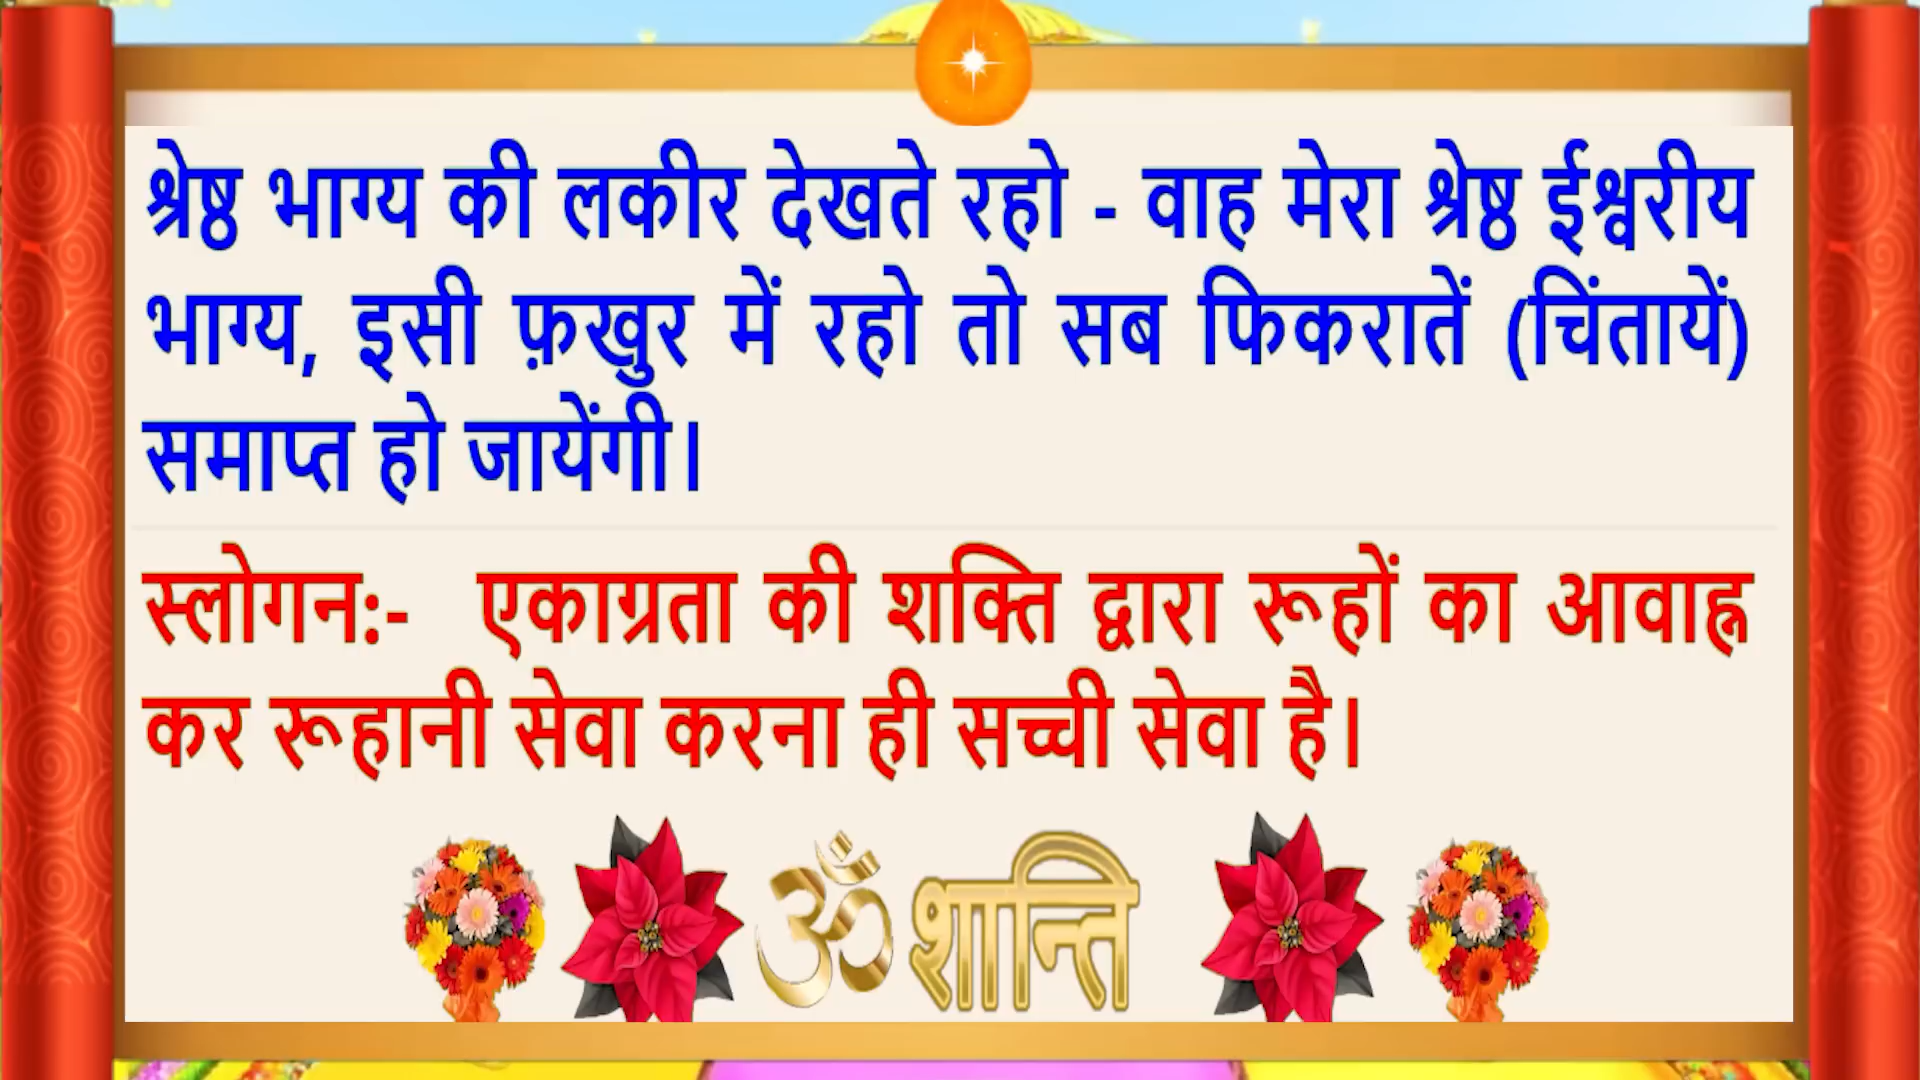 श्रेष्ठ भाग्य की लकीर देखते रहो - वाह मेरा श्रेष्ठ ईश्वरीय
भाग्य, इसी फ़खुर में रहो तो सब फिकरातें (चिंतायें)
समाप्त हो जायेंगी।
स्लोगन:- एकाग्रता की शक्ति द्वारा रूहों का आवाह्न
कर रूहानी सेवा करना ही सच्ची सेवा है।
ॐ शान्ति